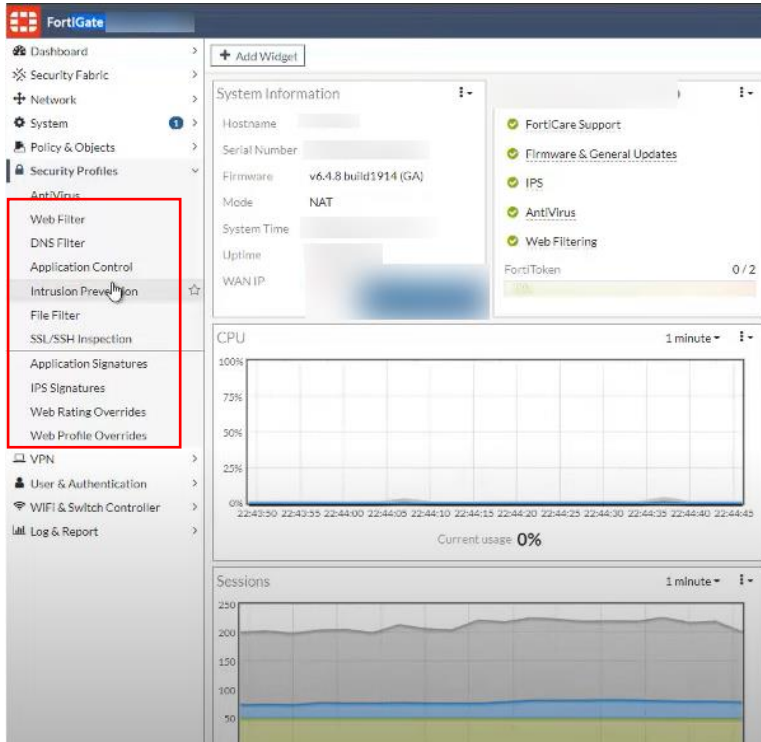 FortiGate
Dashboard
Security Fabric
Network
System 1
Policy & Objects
Security Profiles
AntiVirus
Web Filter
DNS Filter
Application Control
Intrusion Prevention
File Filter
SSL/SSH Inspection
Application Signatures
IPS Signatures
Web Rating Overrides
Web Profile Overrides
VPN
User & Authentication
WiFi & Switch Controller
Log & Report
+ Add Widget
System Information
Hostname
Serial Number
Firmware v6.4.8 build1914 (GA)
Mode NAT
System Time
Uptime
WAN IP
)
FortiCare Support
Firmware & General Updates
IPS
AntiVirus
Web Filtering
FortiToken 0 / 2
0%
CPU 1 minute
100%
75%
50%
25%
0%
22:43:50 22:43:55 22:44:00 22:44:05 22:44:10 22:44:15 22:44:20 22:44:25 22:44:30 22:44:35 22:44:40 22:44:45
Current usage 0%
Sessions 1 minute
250
200
150
100
50